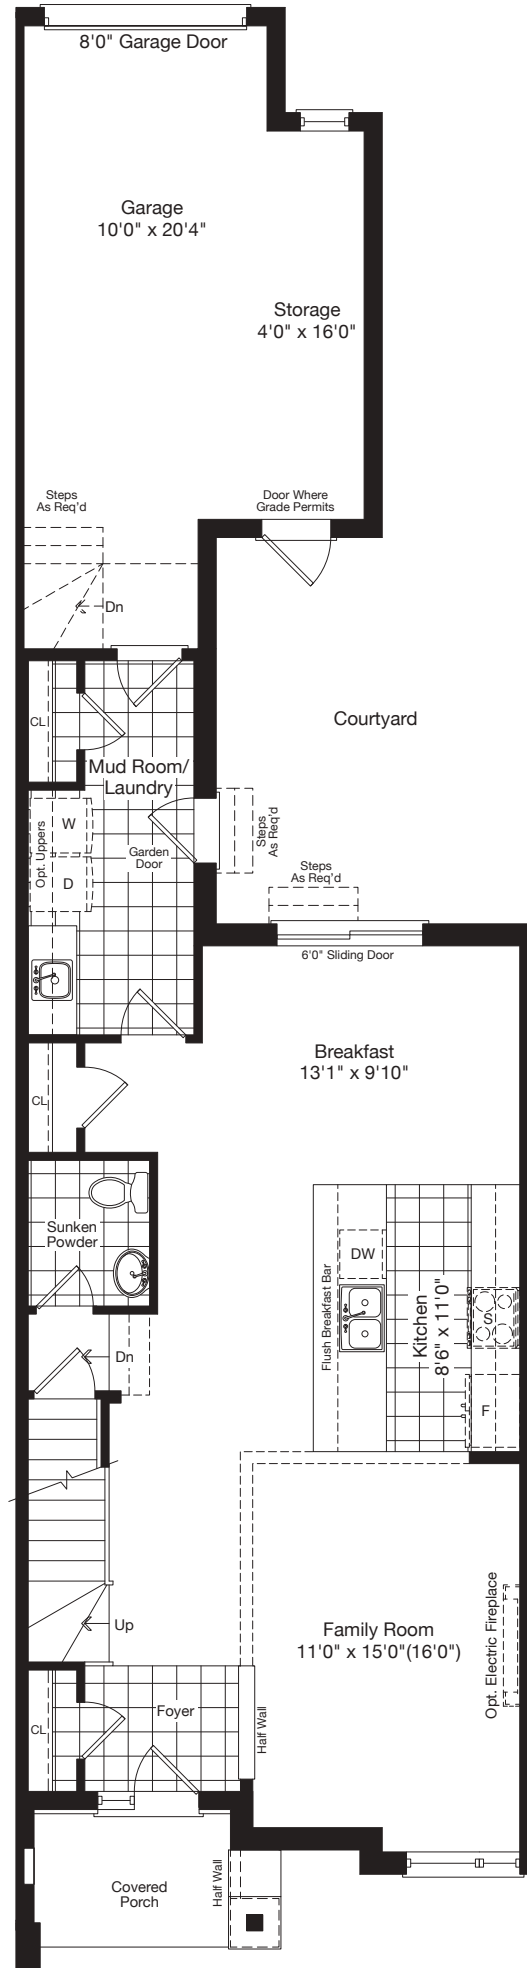 8'0" Garage Door
Garage
10'0" x 20'4"
Storage
4'0" x 16'0"
Steps
As Req'd
Door Where
Grade Permits
Dn
CL
Mud Room/
Laundry
Courtyard
W
Opt. Uppers
D
Garden
Door
Steps
As Req'd
Steps
As Req'd
6'0" Sliding Door
Breakfast
13'1" x 9'10"
CL
Sunken
Powder
DW
Flush Breakfast Bar
Kitchen
8'6" x 11'0"
S
F
Dn
Up
Family Room
11'0" x 15'0"(16'0")
Opt. Electric Fireplace
Foyer
CL
Half Wall
Covered
Porch
Half Wall